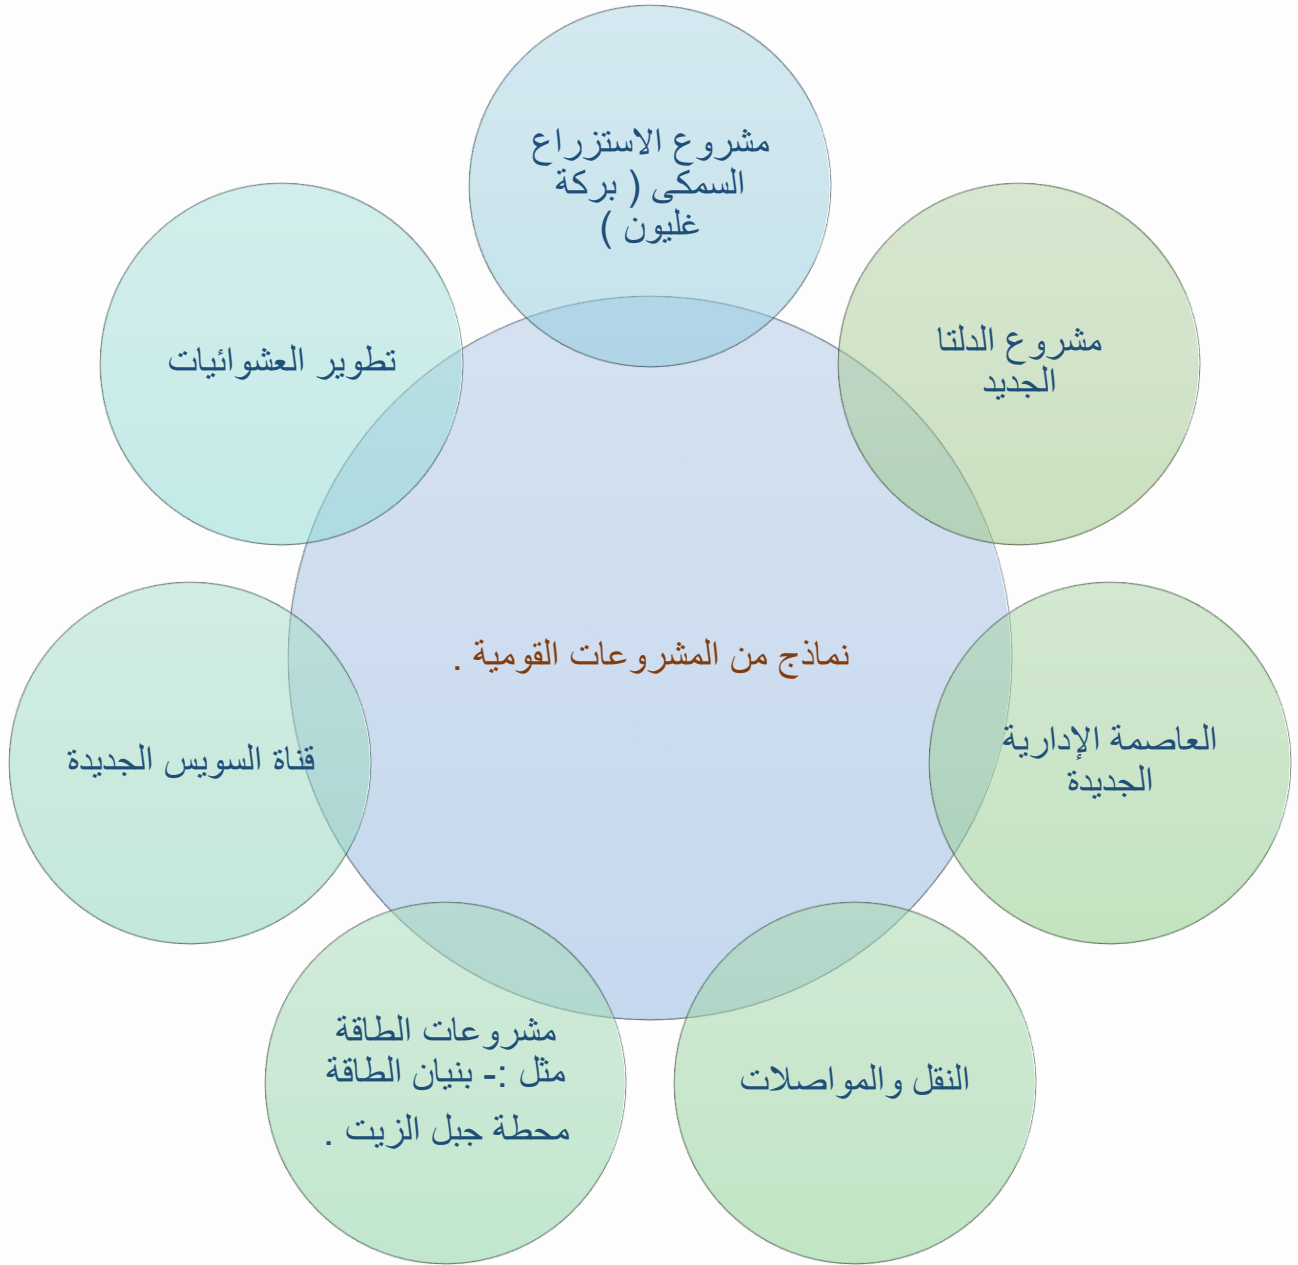 مشروع الاستزراع
السمكى ( بركة
غليون )
مشروع الدلتا
الجديد
العاصمة الإدارية
الجديدة
النقل والمواصلات
مشروعات الطاقة
مثل :- بنيان الطاقة
محطة جبل الزيت .
قناة السويس الجديدة
تطوير العشوائيات
نماذج من المشروعات القومية .